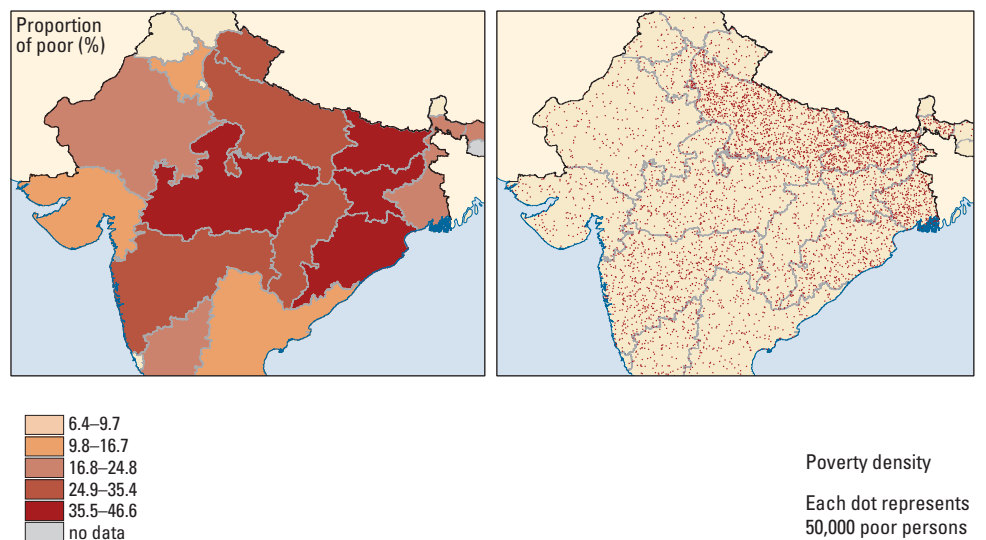 Proportion
of poor (%)
6.4–9.7
9.8–16.7
16.8–24.8
24.9–35.4
35.5–46.6
no data
Poverty density
Each dot represents
50,000 poor persons